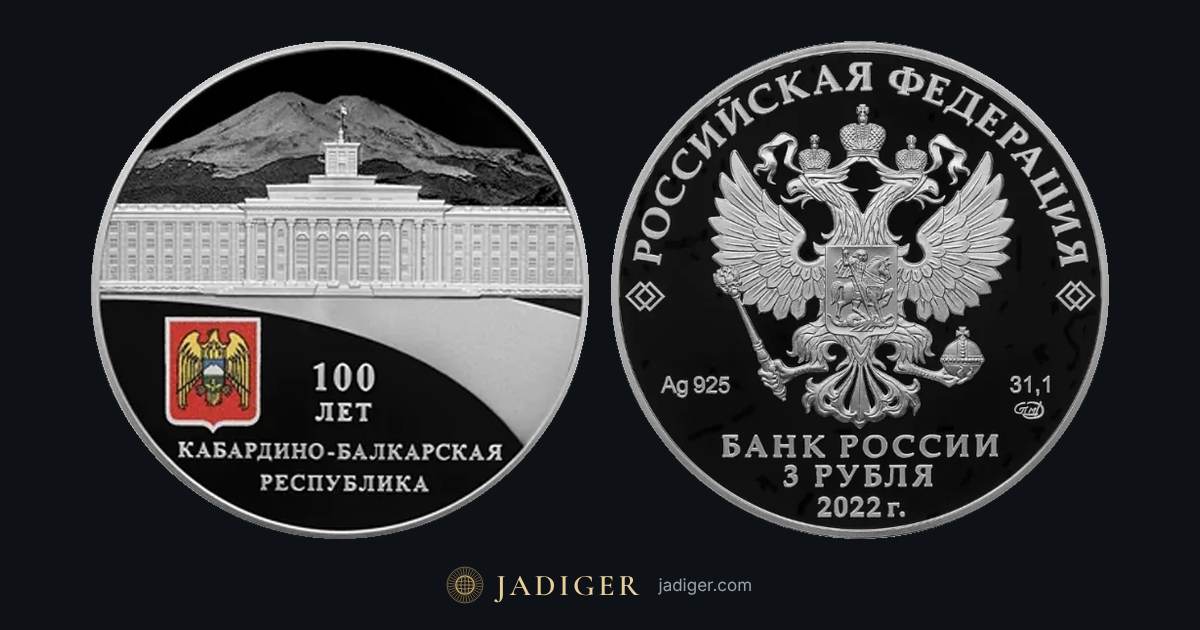 100
ЛЕТ
КАБАРДИНО-БАЛКАРСКАЯ
РЕСПУБЛИКА
РОССИЙСКАЯ ФЕДЕРАЦИЯ
Ag 925
31,1
БАНК РОССИИ
3 РУБЛЯ
2022 г.
JADIGER
jadiger.com